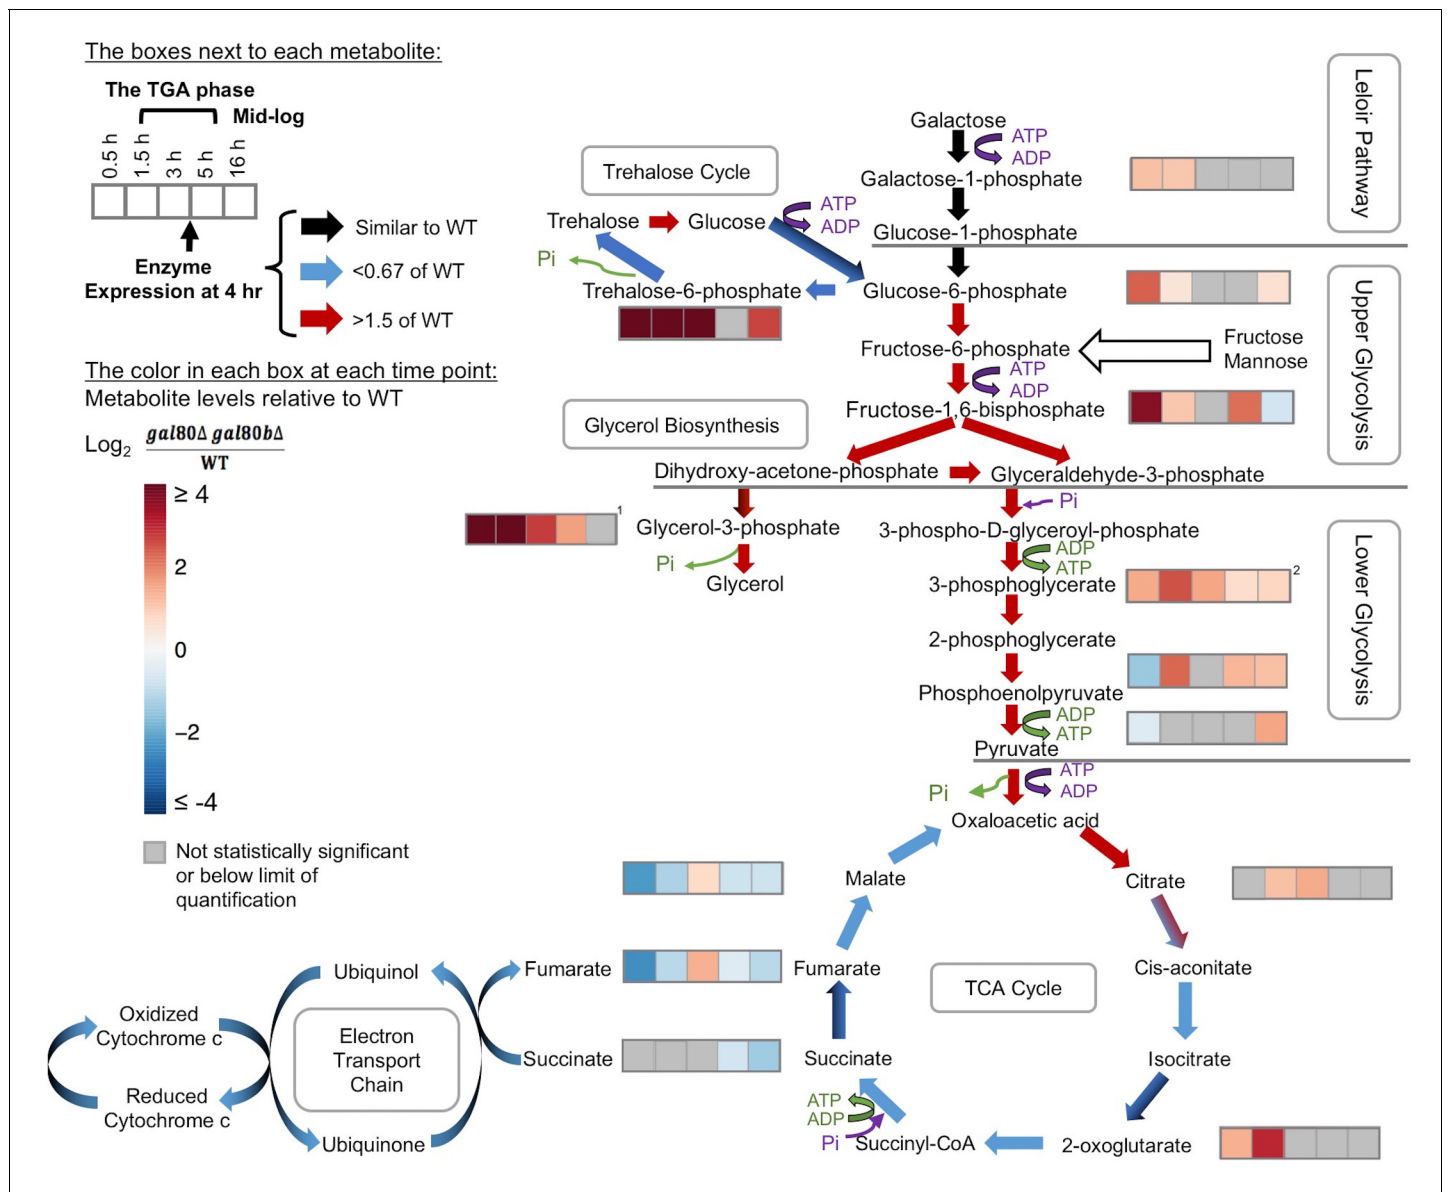 The boxes next to each metabolite:
The TGA phase
Mid-log
0.5 h
1.5 h
3 h
5 h
16 h
Enzyme
Expression at 4 hr
Similar to WT
<0.67 of WT
>1.5 of WT
The color in each box at each time point:
Metabolite levels relative to WT
Log2 gal80Δ gal80bΔ
WT
≥ 4
2
0
−2
≤ -4
Not statistically significant
or below limit of
quantification
Trehalose Cycle
Trehalose
Glucose
ATP
ADP
Pi
Trehalose-6-phosphate
Galactose
ATP
ADP
Galactose-1-phosphate
Glucose-1-phosphate
Leloir Pathway
Glucose-6-phosphate
Fructose-6-phosphate
Fructose
Mannose
ATP
ADP
Fructose-1,6-bisphosphate
Upper Glycolysis
Glycerol Biosynthesis
Dihydroxy-acetone-phosphate
Glyceraldehyde-3-phosphate
1
Glycerol-3-phosphate
Pi
Glycerol
Pi
3-phospho-D-glyceroyl-phosphate
ADP
ATP
3-phosphoglycerate
2
2-phosphoglycerate
Phosphoenolpyruvate
ADP
ATP
Pyruvate
Lower Glycolysis
ATP
ADP
Pi
Oxaloacetic acid
Malate
Citrate
Fumarate
Cis-aconitate
TCA Cycle
Succinate
Isocitrate
ATP
ADP
Pi
Succinyl-CoA
2-oxoglutarate
Ubiquinol
Fumarate
Oxidized
Cytochrome c
Electron
Transport
Chain
Succinate
Reduced
Cytochrome c
Ubiquinone